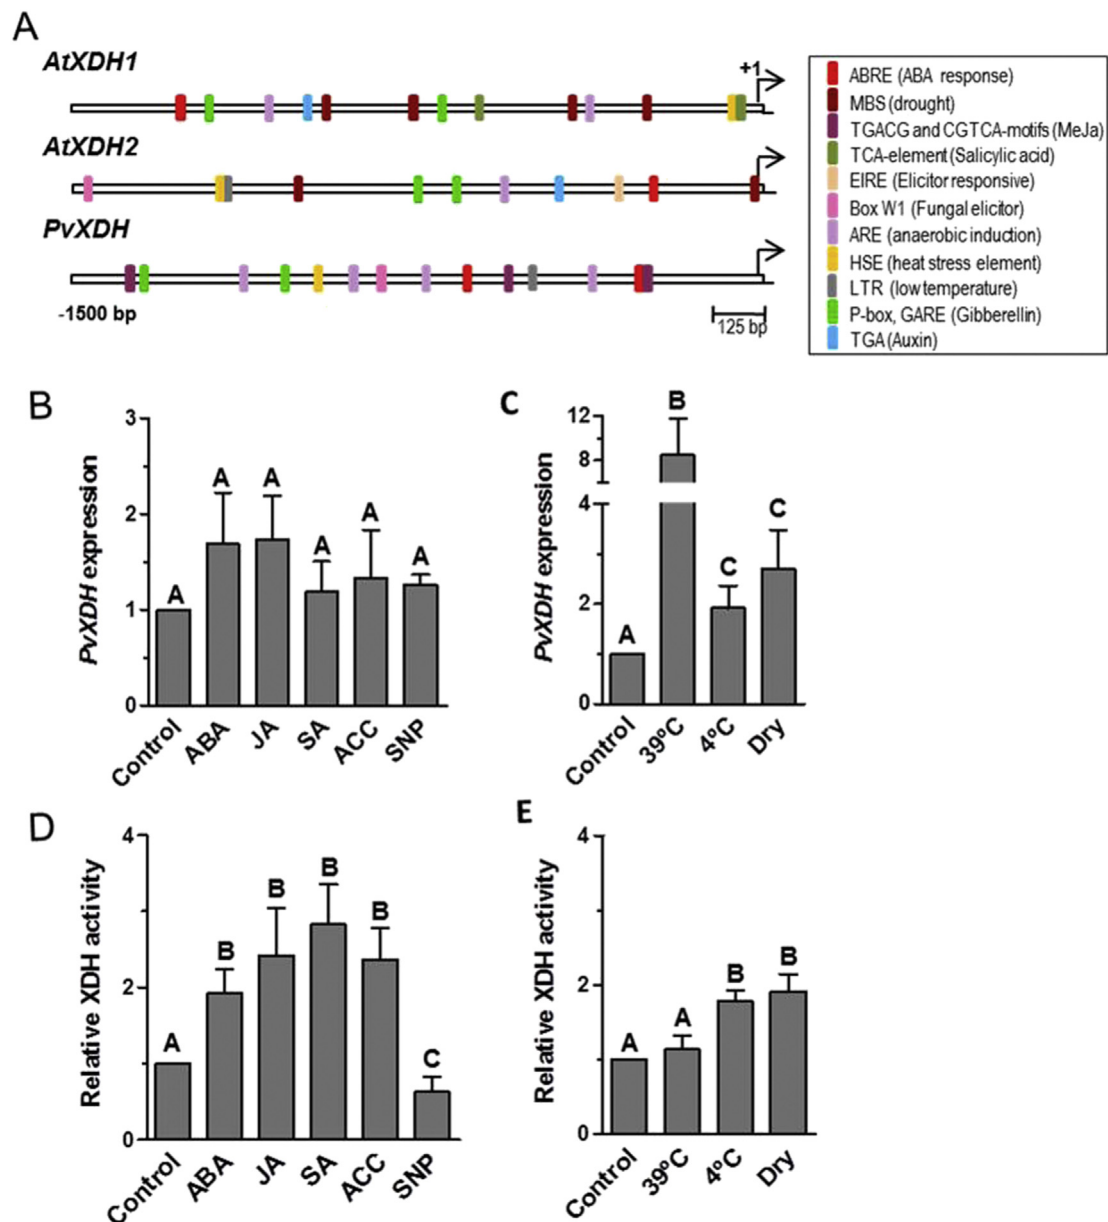 A
AtXDH1
+1
AtXDH2
PvXDH
-1500 bp
125 bp
ABRE (ABA response)
MBS (drought)
TGACG and CGTCA-motifs (MeJa)
TCA-element (Salicylic acid)
EIRE (Elicitor responsive)
Box W1 (Fungal elicitor)
ARE (anaerobic induction)
HSE (heat stress element)
LTR (low temperature)
P-box, GARE (Gibberellin)
TGA (Auxin)
B
PvXDH expression
3
2
1
0
A
A
A
A
A
A
Control
ABA
JA
SA
ACC
SNP
C
PvXDH expression
12
8
4
2
0
A
B
C
C
Control
39ºC
4ºC
Dry
D
Relative XDH activity
4
2
0
A
B
B
B
B
C
Control
ABA
JA
SA
ACC
SNP
E
Relative XDH activity
4
2
0
A
A
B
B
Control
39ºC
4ºC
Dry